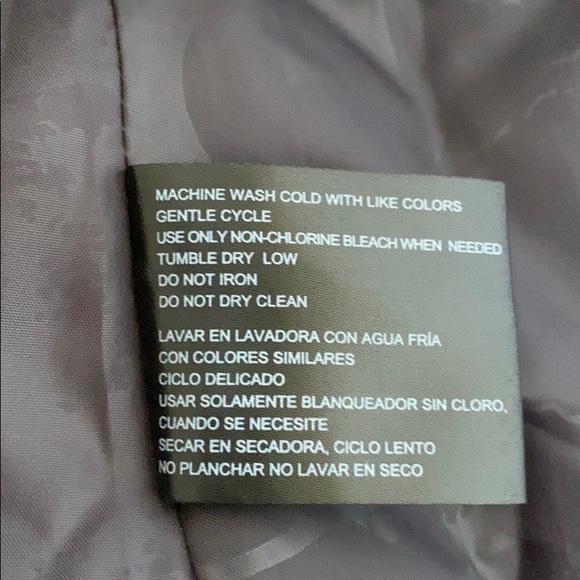 MACHINE WASH COLD WITH LIKE COLORS
GENTLE CYCLE
USE ONLY NON-CHLORINE BLEACH WHEN NEEDED
TUMBLE DRY LOW
DO NOT IRON
DO NOT DRY CLEAN
LAVAR EN LAVADORA CON AGUA FRÍA
CON COLORES SIMILARES
CICLO DELICADO
USAR SOLAMENTE BLANQUEADOR SIN CLORO,
CUANDO SE NECESITE
SECAR EN SECADORA, CICLO LENTO
NO PLANCHAR NO LAVAR EN SECO